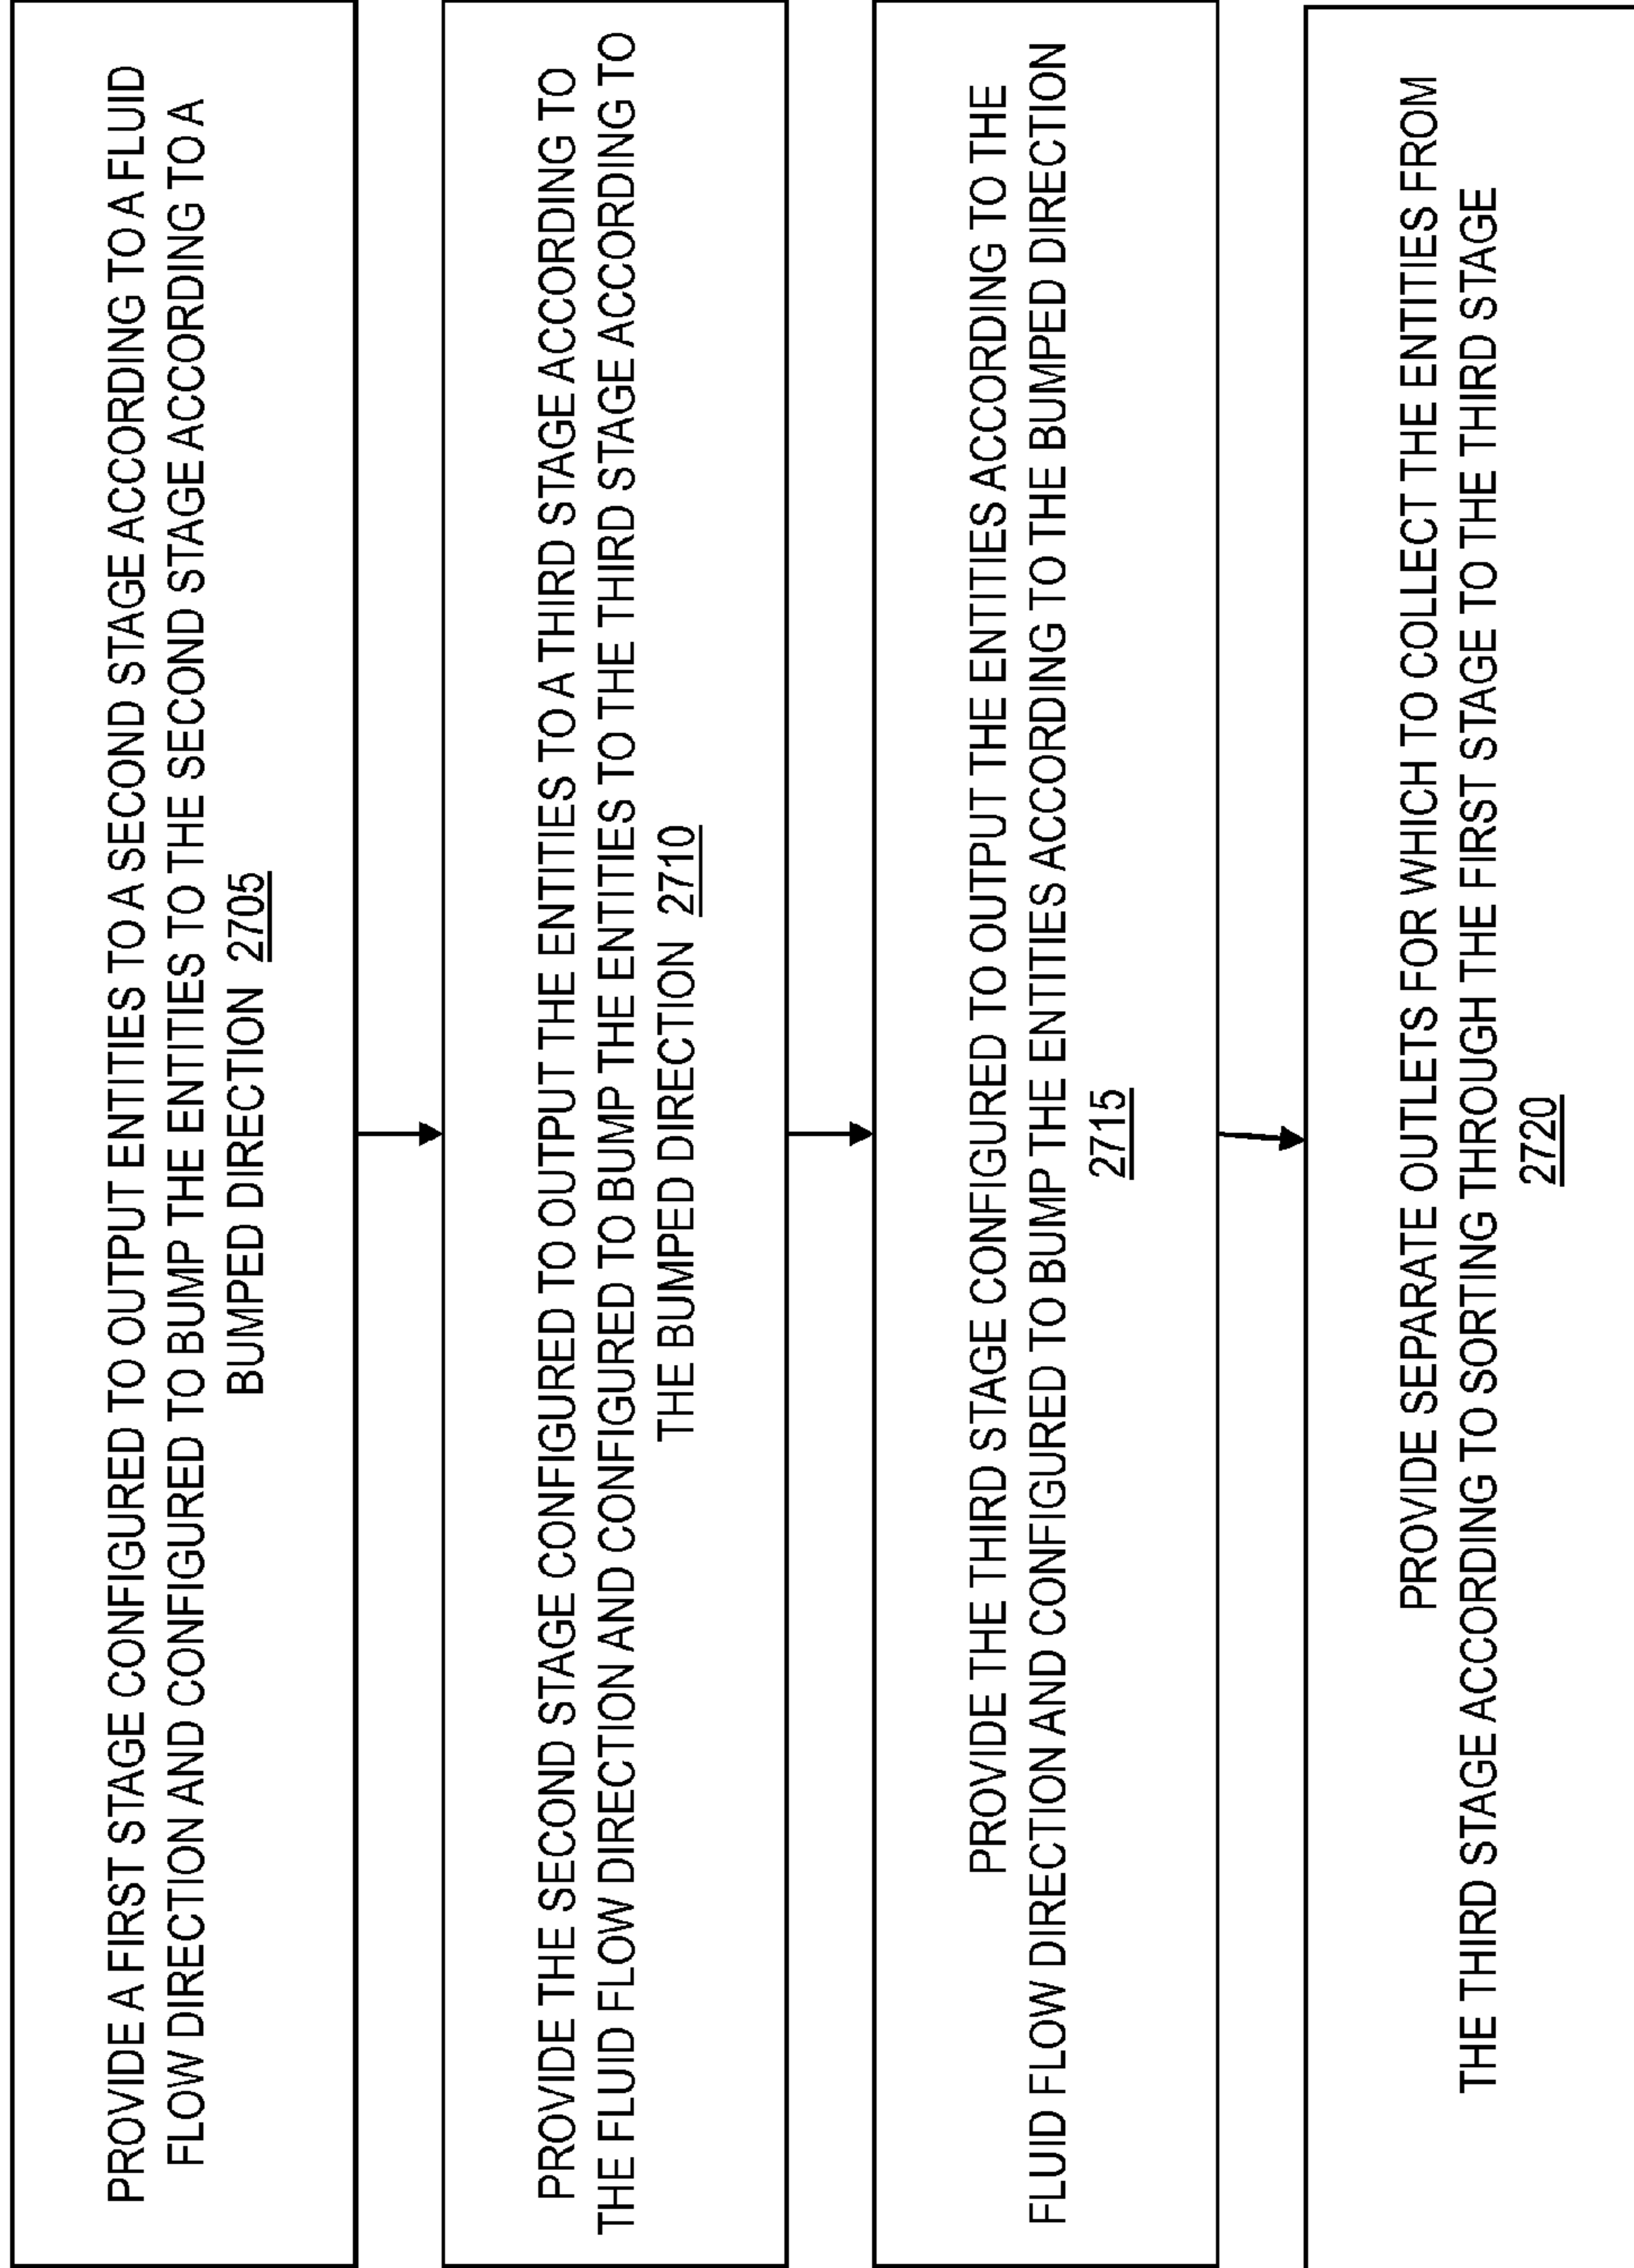 PROVIDE A FIRST STAGE CONFIGURED TO OUTPUT ENTITIES TO A SECOND STAGE ACCORDING TO A FLUID
FLOW DIRECTION AND CONFIGURED TO BUMP THE ENTITIES TO THE SECOND STAGE ACCORDING TO A
BUMPED DIRECTION 2705
PROVIDE THE SECOND STAGE CONFIGURED TO OUTPUT THE ENTITIES TO A THIRD STAGE ACCORDING TO
THE FLUID FLOW DIRECTION AND CONFIGURED TO BUMP THE ENTITIES TO THE THIRD STAGE ACCORDING TO
THE BUMPED DIRECTION 2710
PROVIDE THE THIRD STAGE CONFIGURED TO OUTPUT THE ENTITIES ACCORDING TO THE
FLUID FLOW DIRECTION AND CONFIGURED TO BUMP THE ENTITIES ACCORDING TO THE BUMPED DIRECTION
2715
PROVIDE SEPARATE OUTLETS FOR WHICH TO COLLECT THE ENTITIES FROM
THE THIRD STAGE ACCORDING TO SORTING THROUGH THE FIRST STAGE TO THE THIRD STAGE
2720